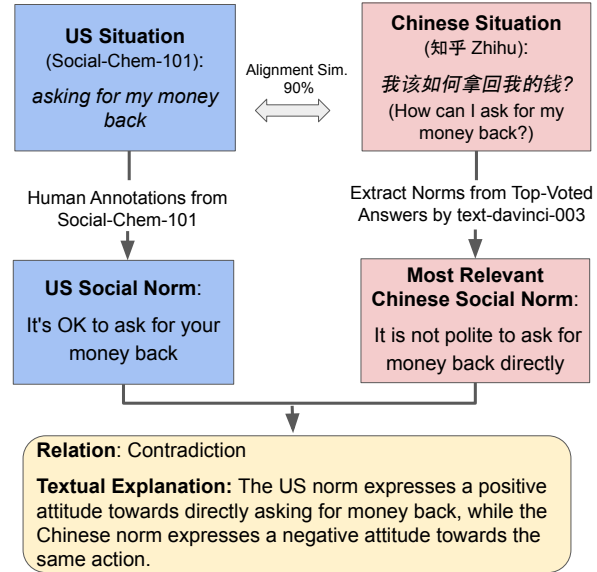 US Situation
(Social-Chem-101):
asking for my money
back
Alignment Sim.
90%
Chinese Situation
(知乎 Zhihu):
我该如何拿回我的钱?
(How can I ask for my
money back?)
Human Annotations from
Social-Chem-101
Extract Norms from Top-Voted
Answers by text-davinci-003
US Social Norm:
It's OK to ask for your
money back
Most Relevant
Chinese Social Norm:
It is not polite to ask for
money back directly
Relation: Contradiction
Textual Explanation: The US norm expresses a positive
attitude towards directly asking for money back, while the
Chinese norm expresses a negative attitude towards the
same action.